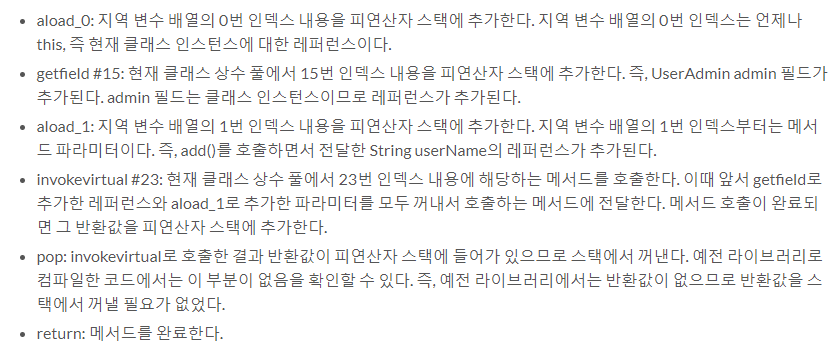 • aload_0: 지역 변수 배열의 0번 인덱스 내용을 피연산자 스택에 추가한다. 지역 변수 배열의 0번 인덱스는 언제나
this, 즉 현재 클래스 인스턴스에 대한 레퍼런스이다.
• getfield #15: 현재 클래스 상수 풀에서 15번 인덱스 내용을 피연산자 스택에 추가한다. 즉, UserAdmin admin 필드가
추가된다. admin 필드는 클래스 인스턴스이므로 레퍼런스가 추가된다.
• aload_1: 지역 변수 배열의 1번 인덱스 내용을 피연산자 스택에 추가한다. 지역 변수 배열의 1번 인덱스부터는 메서
드 파라미터이다. 즉, add()를 호출하면서 전달한 String userName의 레퍼런스가 추가된다.
• invokevirtual #23: 현재 클래스 상수 풀에서 23번 인덱스 내용에 해당하는 메서드를 호출한다. 이때 앞서 getfield로
추가한 레퍼런스와 aload_1로 추가한 파라미터를 모두 꺼내서 호출하는 메서드에 전달한다. 메서드 호출이 완료되
면 그 반환값을 피연산자 스택에 추가한다.
• pop: invokevirtual로 호출한 결과 반환값이 피연산자 스택에 들어가 있으므로 스택에서 꺼낸다. 예전 라이브러리로
컴파일한 코드에서는 이 부분이 없음을 확인할 수 있다. 즉, 예전 라이브러리에서는 반환값이 없으므로 반환값을 스
택에서 꺼낼 필요가 없었다.
• return: 메서드를 완료한다.